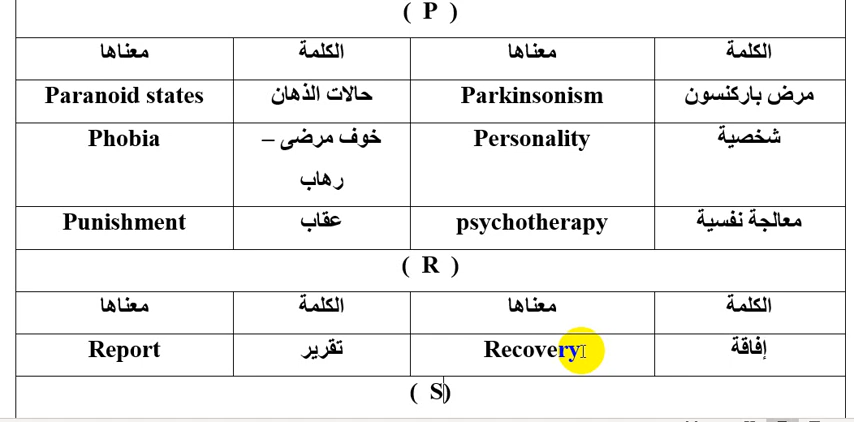 ( P )
الكلمة معناها الكلمة معناها
مرض باركنسون Parkinsonism حالات الذهان Paranoid states
شخصية Personality خوف مرضى – Phobia
رهاب
معالجة نفسية psychotherapy عقاب Punishment
( R )
الكلمة معناها الكلمة معناها
إفاقة Recovery تقرير Report
( S)